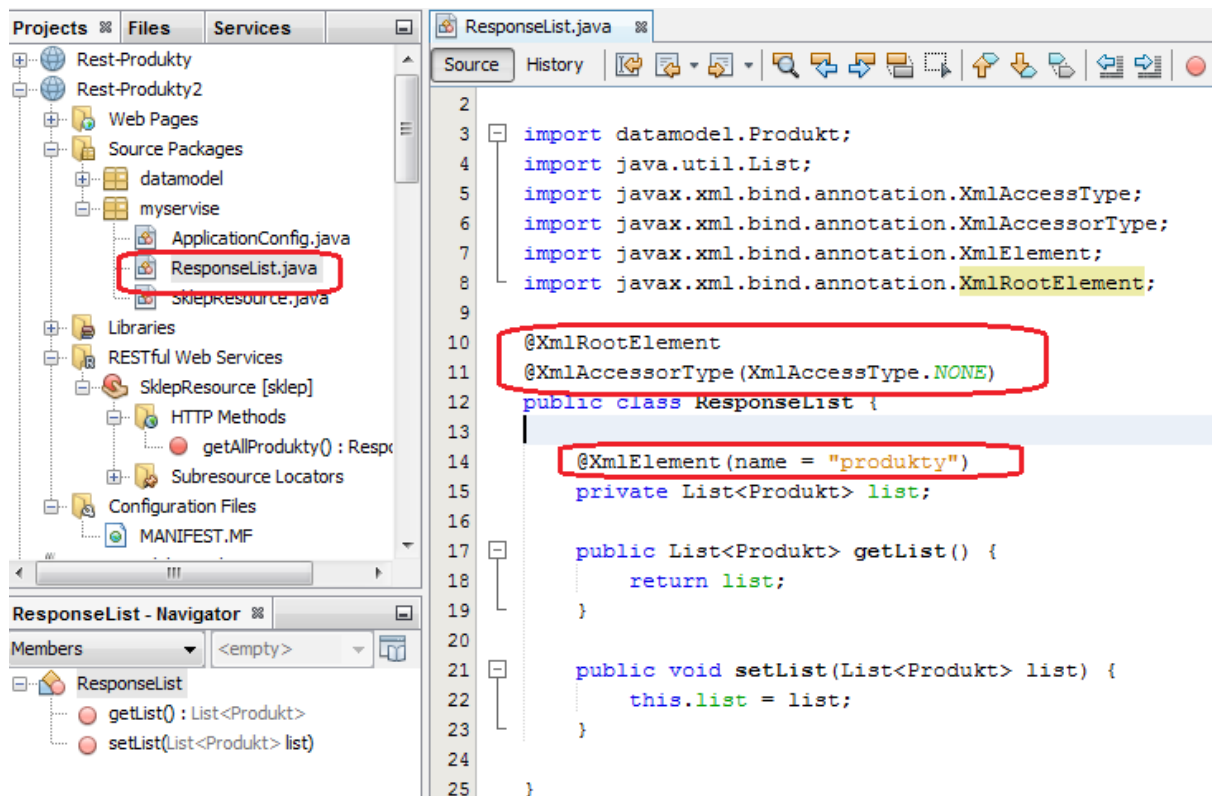 Projects Files Services
Rest-Produkty
Rest-Produkty2
Web Pages
Source Packages
datamodel
myservise
ApplicationConfig.java
ResponseList.java
SklepResource.java
Libraries
RESTful Web Services
SklepResource [sklep]
HTTP Methods
getAllProdukty() : Respo
Subresource Locators
Configuration Files
MANIFEST.MF
ResponseList - Navigator
Members <empty>
ResponseList
getList() : List<Produkt>
setList(List<Produkt> list)
ResponseList.java
Source History
2
3 import datamodel.Produkt;
4 import java.util.List;
5 import javax.xml.bind.annotation.XmlAccessType;
6 import javax.xml.bind.annotation.XmlAccessorType;
7 import javax.xml.bind.annotation.XmlElement;
8 import javax.xml.bind.annotation.XmlRootElement;
9
10 @XmlRootElement
11 @XmlAccessorType(XmlAccessType.NONE)
12 public class ResponseList {
13
14 @XmlElement(name = "produkty")
15 private List<Produkt> list;
16
17 public List<Produkt> getList() {
18 return list;
19 }
20
21 public void setList(List<Produkt> list) {
22 this.list = list;
23 }
24
25 }